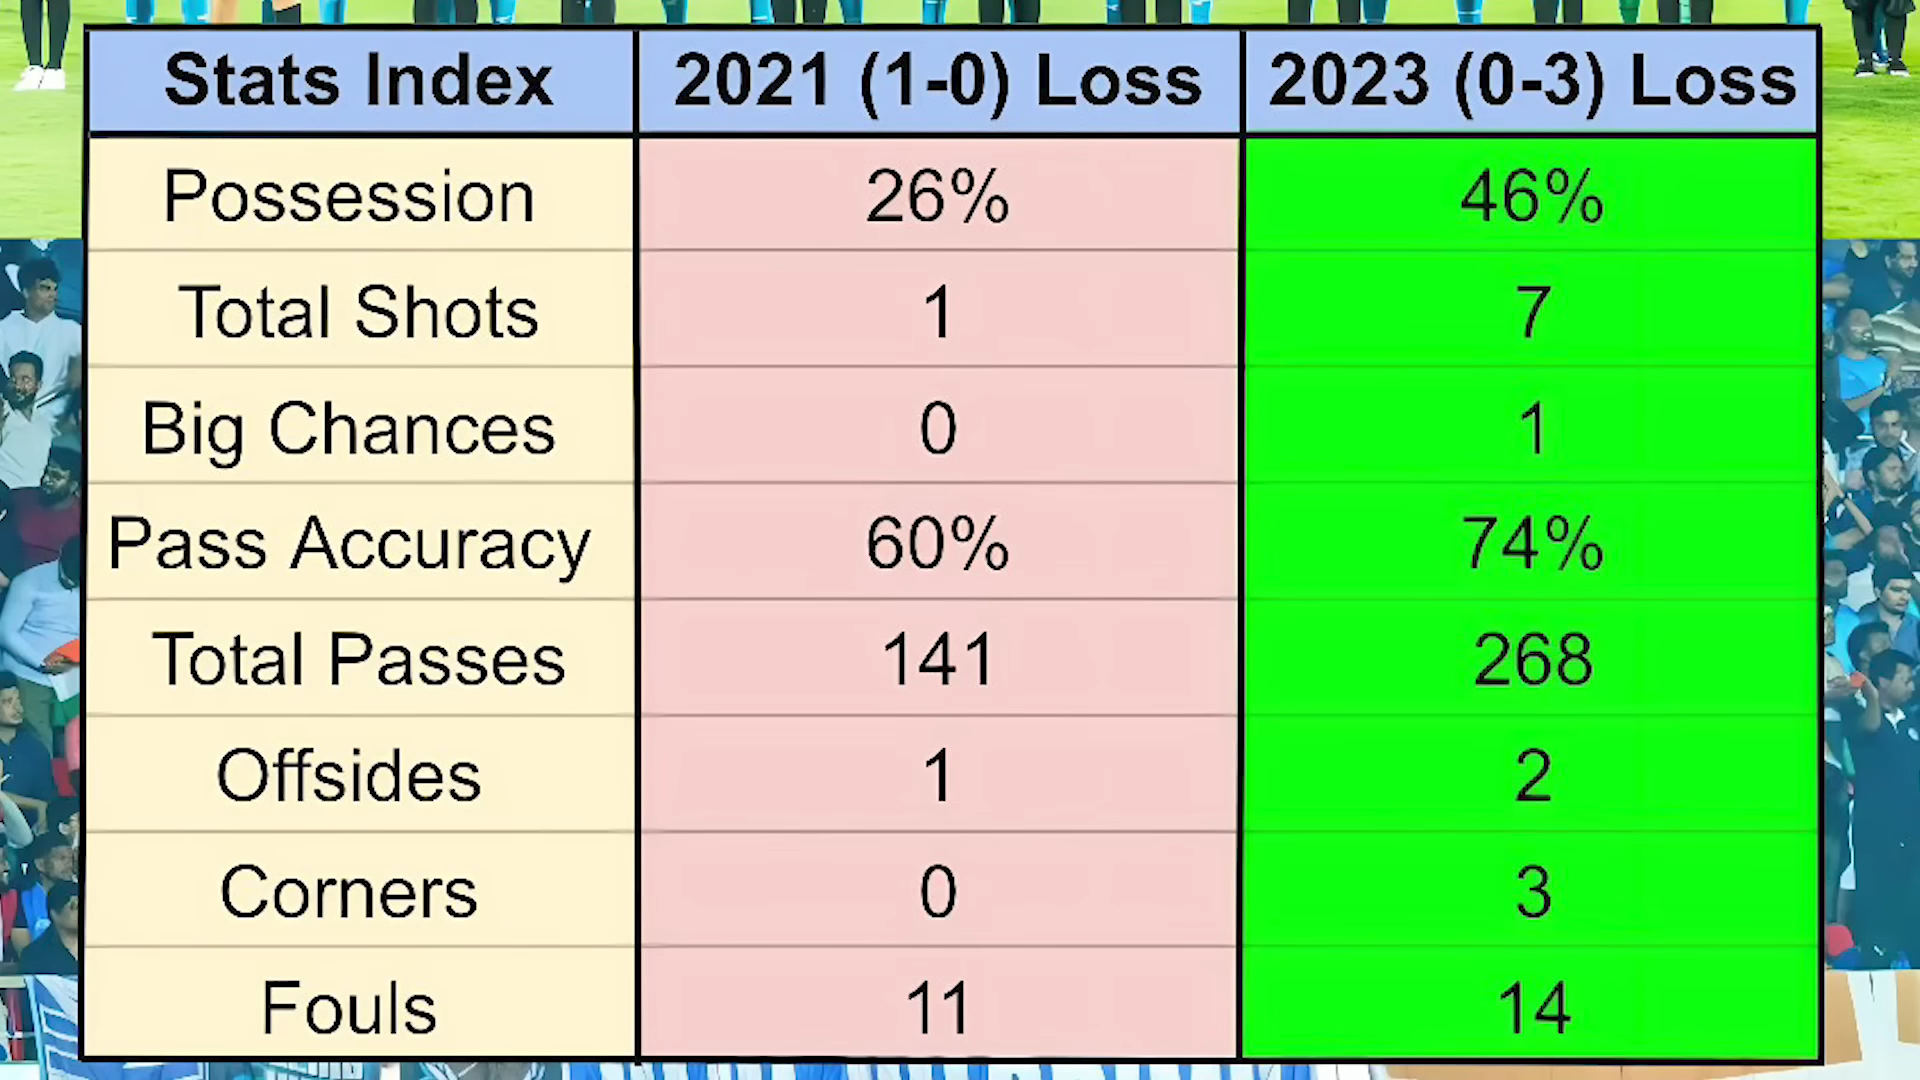 Stats Index 2021 (1-0) Loss 2023 (0-3) Loss
Possession 26% 46%
Total Shots 1 7
Big Chances 0 1
Pass Accuracy 60% 74%
Total Passes 141 268
Offsides 1 2
Corners 0 3
Fouls 11 14